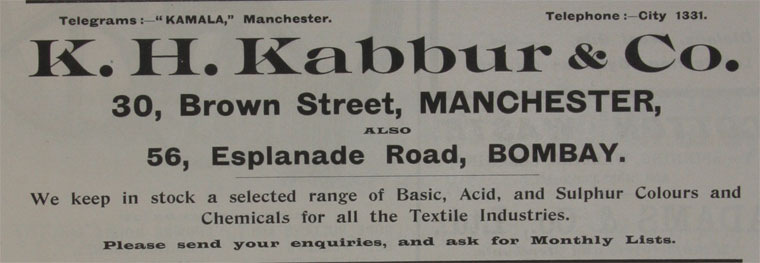 Telegrams:—"KAMALA," Manchester. Telephone:—City 1331.
K. H. Kabbur & Co.
30, Brown Street, MANCHESTER,
ALSO
56, Esplanade Road, BOMBAY.
We keep in stock a selected range of Basic, Acid, and Sulphur Colours and
Chemicals for all the Textile Industries.
Please send your enquiries, and ask for Monthly Lists.